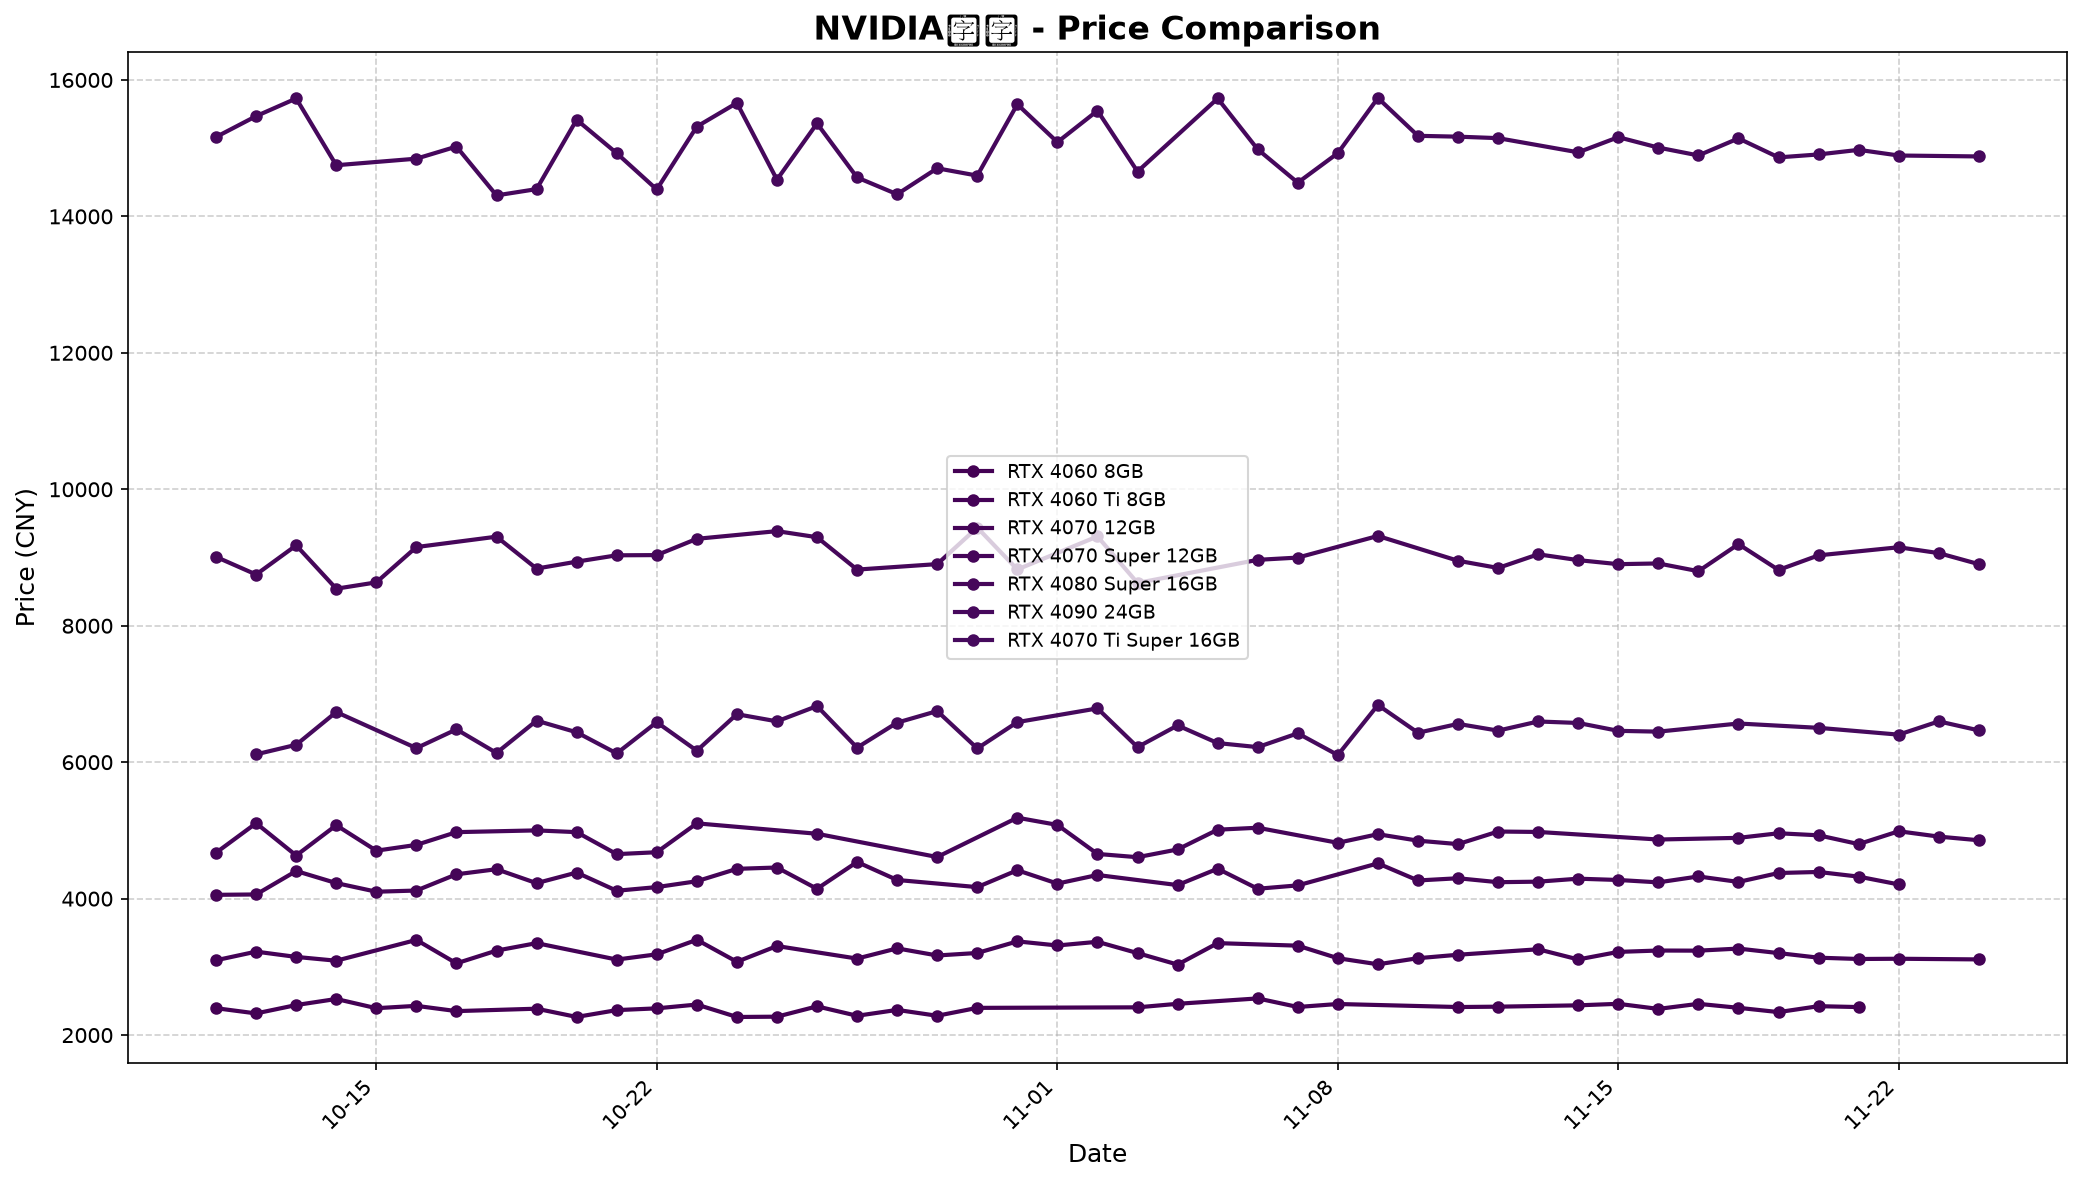 NVIDIA - Price Comparison
16000
14000
12000
10000
8000
6000
4000
2000
Price (CNY)
RTX 4060 8GB
RTX 4060 Ti 8GB
RTX 4070 12GB
RTX 4070 Super 12GB
RTX 4080 Super 16GB
RTX 4090 24GB
RTX 4070 Ti Super 16GB
10-15
10-22
11-01
11-08
11-15
11-22
Date